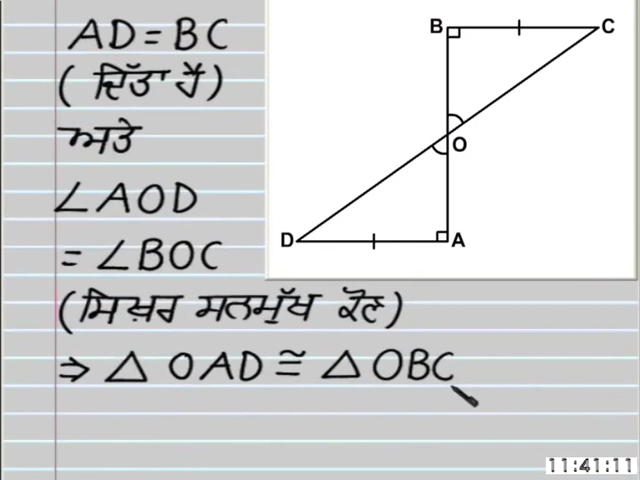 AD = BC
( ਦਿੱਤਾ ਹੈ )
ਅਤੇ
∠AOD
= ∠BOC
(ਸਿਖ਼ਰ ਸਨਮੁੱਖ ਕੋਣ)
⇒ △ OAD ≅ △ OBC
B C
O
D A
11:41:11